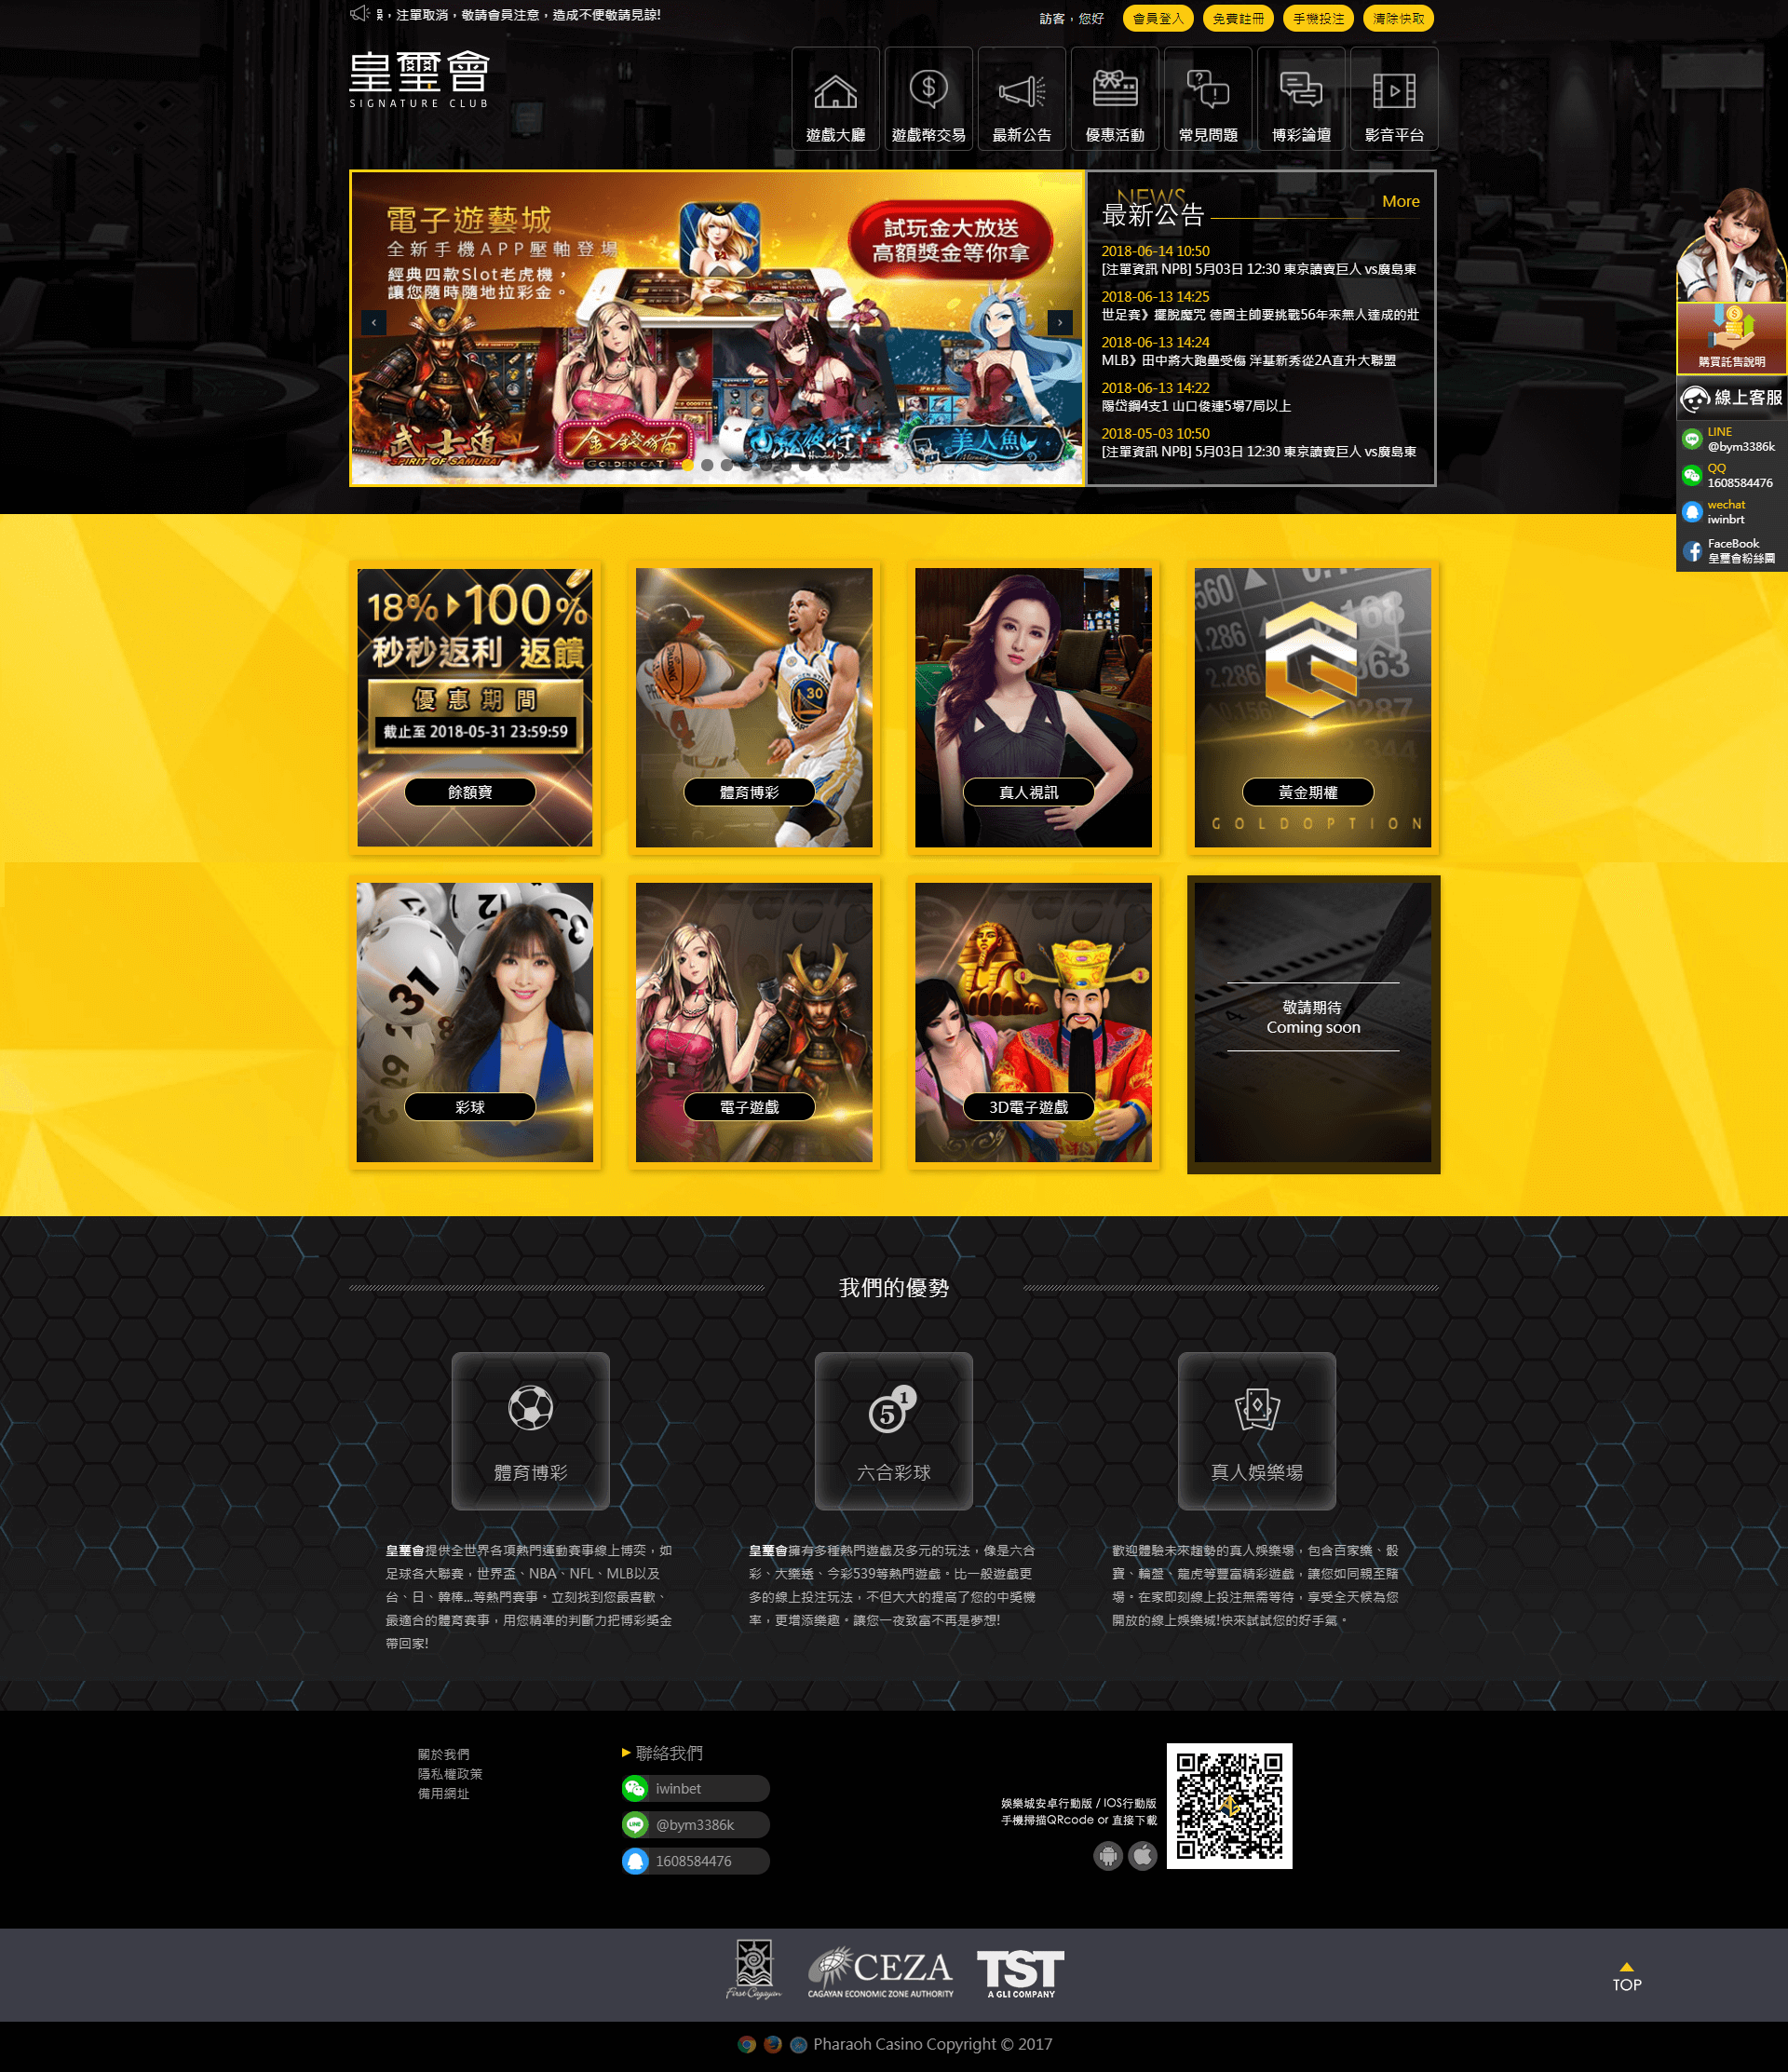 ，注單取消，敬請會員注意，造成不便敬請見諒!
訪客，您好
會員登入
免費註冊
手機投注
清除快取
皇璽會
SIGNATURE CLUB
遊戲大廳
遊戲幣交易
最新公告
優惠活動
常見問題
博彩論壇
影音平台
電子遊藝城
全新手機APP壓軸登場
經典四款Slot老虎機，
讓您隨時隨地拉彩金。
試玩金大放送
高額獎金等你拿
武士道
SPIRIT OF SAMURAI
金錢貓
GOLDEN CAT
百鬼夜行
美人魚
NEWS
最新公告
More
2018-06-14 10:50
[注單資訊 NPB] 5月03日 12:30 東京讀賣巨人 vs廣島東
2018-06-13 14:25
世足賽》擺脫魔咒 德國主帥要挑戰56年來無人達成的壯
2018-06-13 14:24
MLB》田中將大跑壘受傷 洋基新秀從2A直升大聯盟
2018-06-13 14:22
陽岱鋼4支1 山口俊連5場7局以上
2018-05-03 10:50
[注單資訊 NPB] 5月03日 12:30 東京讀賣巨人 vs廣島東
購買託售說明
線上客服
LINE
@bym3386k
QQ
1608584476
wechat
iwinbrt
FaceBook
皇璽會粉絲團
18% 100%
秒秒返利 返饋
優惠期間
截止至 2018-05-31 23:59:59
餘額寶
體育博彩
真人視訊
黃金期權
GOLDOPTION
彩球
電子遊戲
3D電子遊戲
敬請期待
Coming soon
我們的優勢
體育博彩
皇璽會提供全世界各項熱門運動賽事線上博奕，如
足球各大聯賽，世界盃、NBA、NFL、MLB以及
台、日、韓棒...等熱門賽事。立刻找到您最喜歡、
最適合的體育賽事，用您精準的判斷力把博彩獎金
帶回家!
六合彩球
皇璽會擁有多種熱門遊戲及多元的玩法，像是六合
彩、大樂透、今彩539等熱門遊戲。比一般遊戲更
多的線上投注玩法，不但大大的提高了您的中獎機
率，更增添樂趣。讓您一夜致富不再是夢想!
真人娛樂場
歡迎體驗未來趨勢的真人娛樂場，包含百家樂、骰
寶、輪盤、龍虎等豐富精彩遊戲，讓您如同親至賭
場。在家即刻線上投注無需等待，享受全天候為您
開放的線上娛樂城!快來試試您的好手氣。
關於我們
隱私權政策
備用網址
聯絡我們
iwinbet
@bym3386k
1608584476
娛樂城安卓行動版 / IOS行動版
手機掃描QRcode or 直接下載
First Cagayan
CEZA
CAGAYAN ECONOMIC ZONE AUTHORITY
TST
A GLI COMPANY
TOP
Pharaoh Casino Copyright © 2017